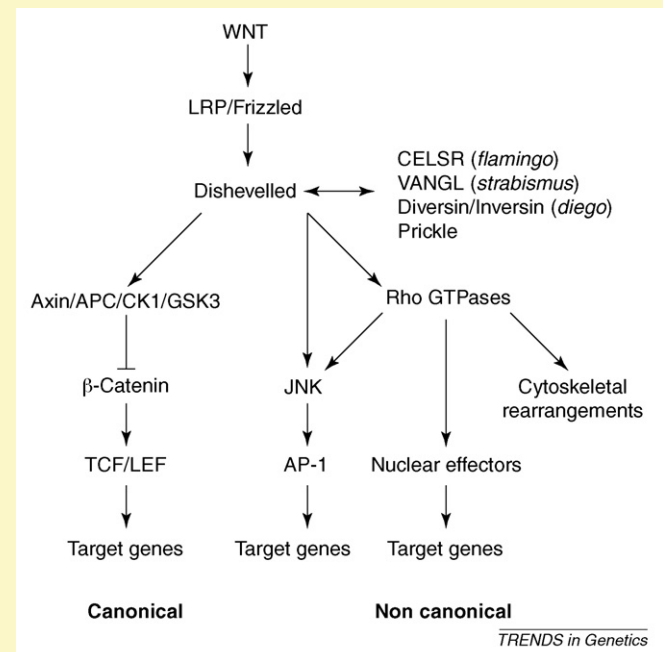 WNT
LRP/Frizzled
Dishevelled
CELSR (flamingo)
VANGL (strabismus)
Diversin/Inversin (diego)
Prickle
Axin/APC/CK1/GSK3
Rho GTPases
β-Catenin
JNK
Cytoskeletal
rearrangements
TCF/LEF
AP-1
Nuclear effectors
Target genes
Target genes
Target genes
Canonical
Non canonical
TRENDS in Genetics